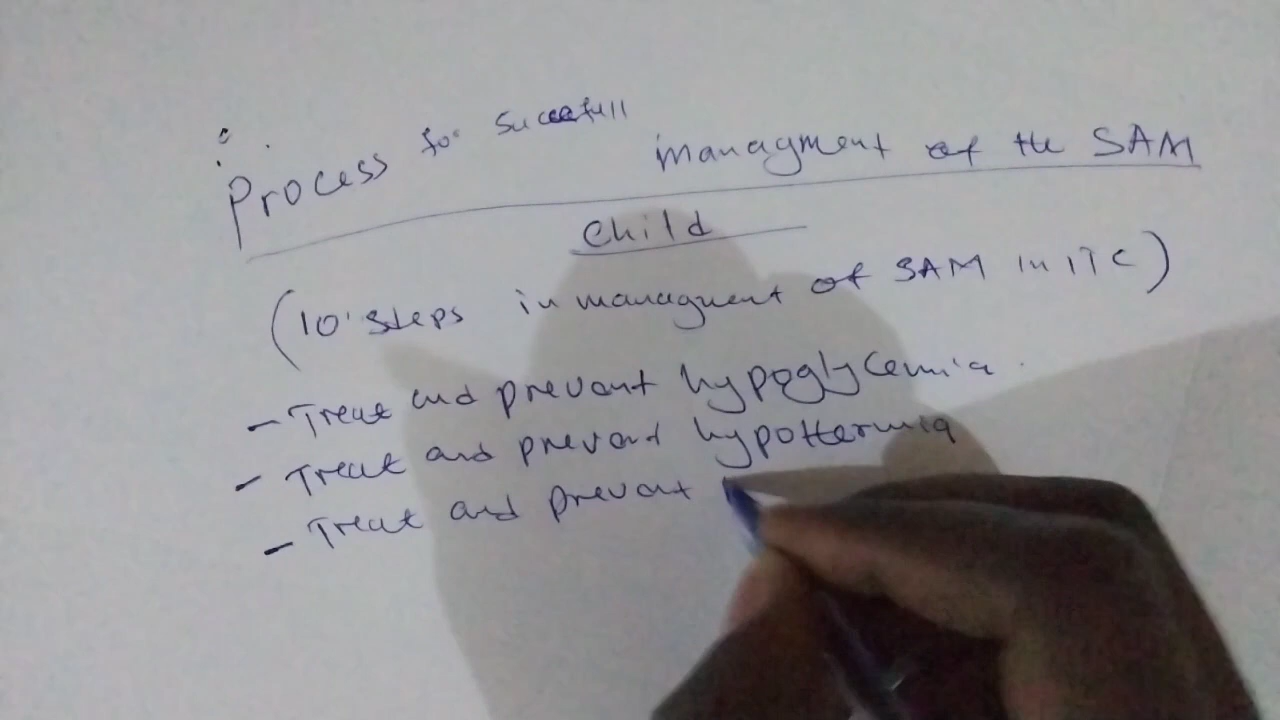 Process for Succefull managment of the SAM
Child
(10 steps in managment of SAM in ITC)
- Treat and prevent hypoglycemia.
- Treat and prevent hypothermia
- Treat and prevent